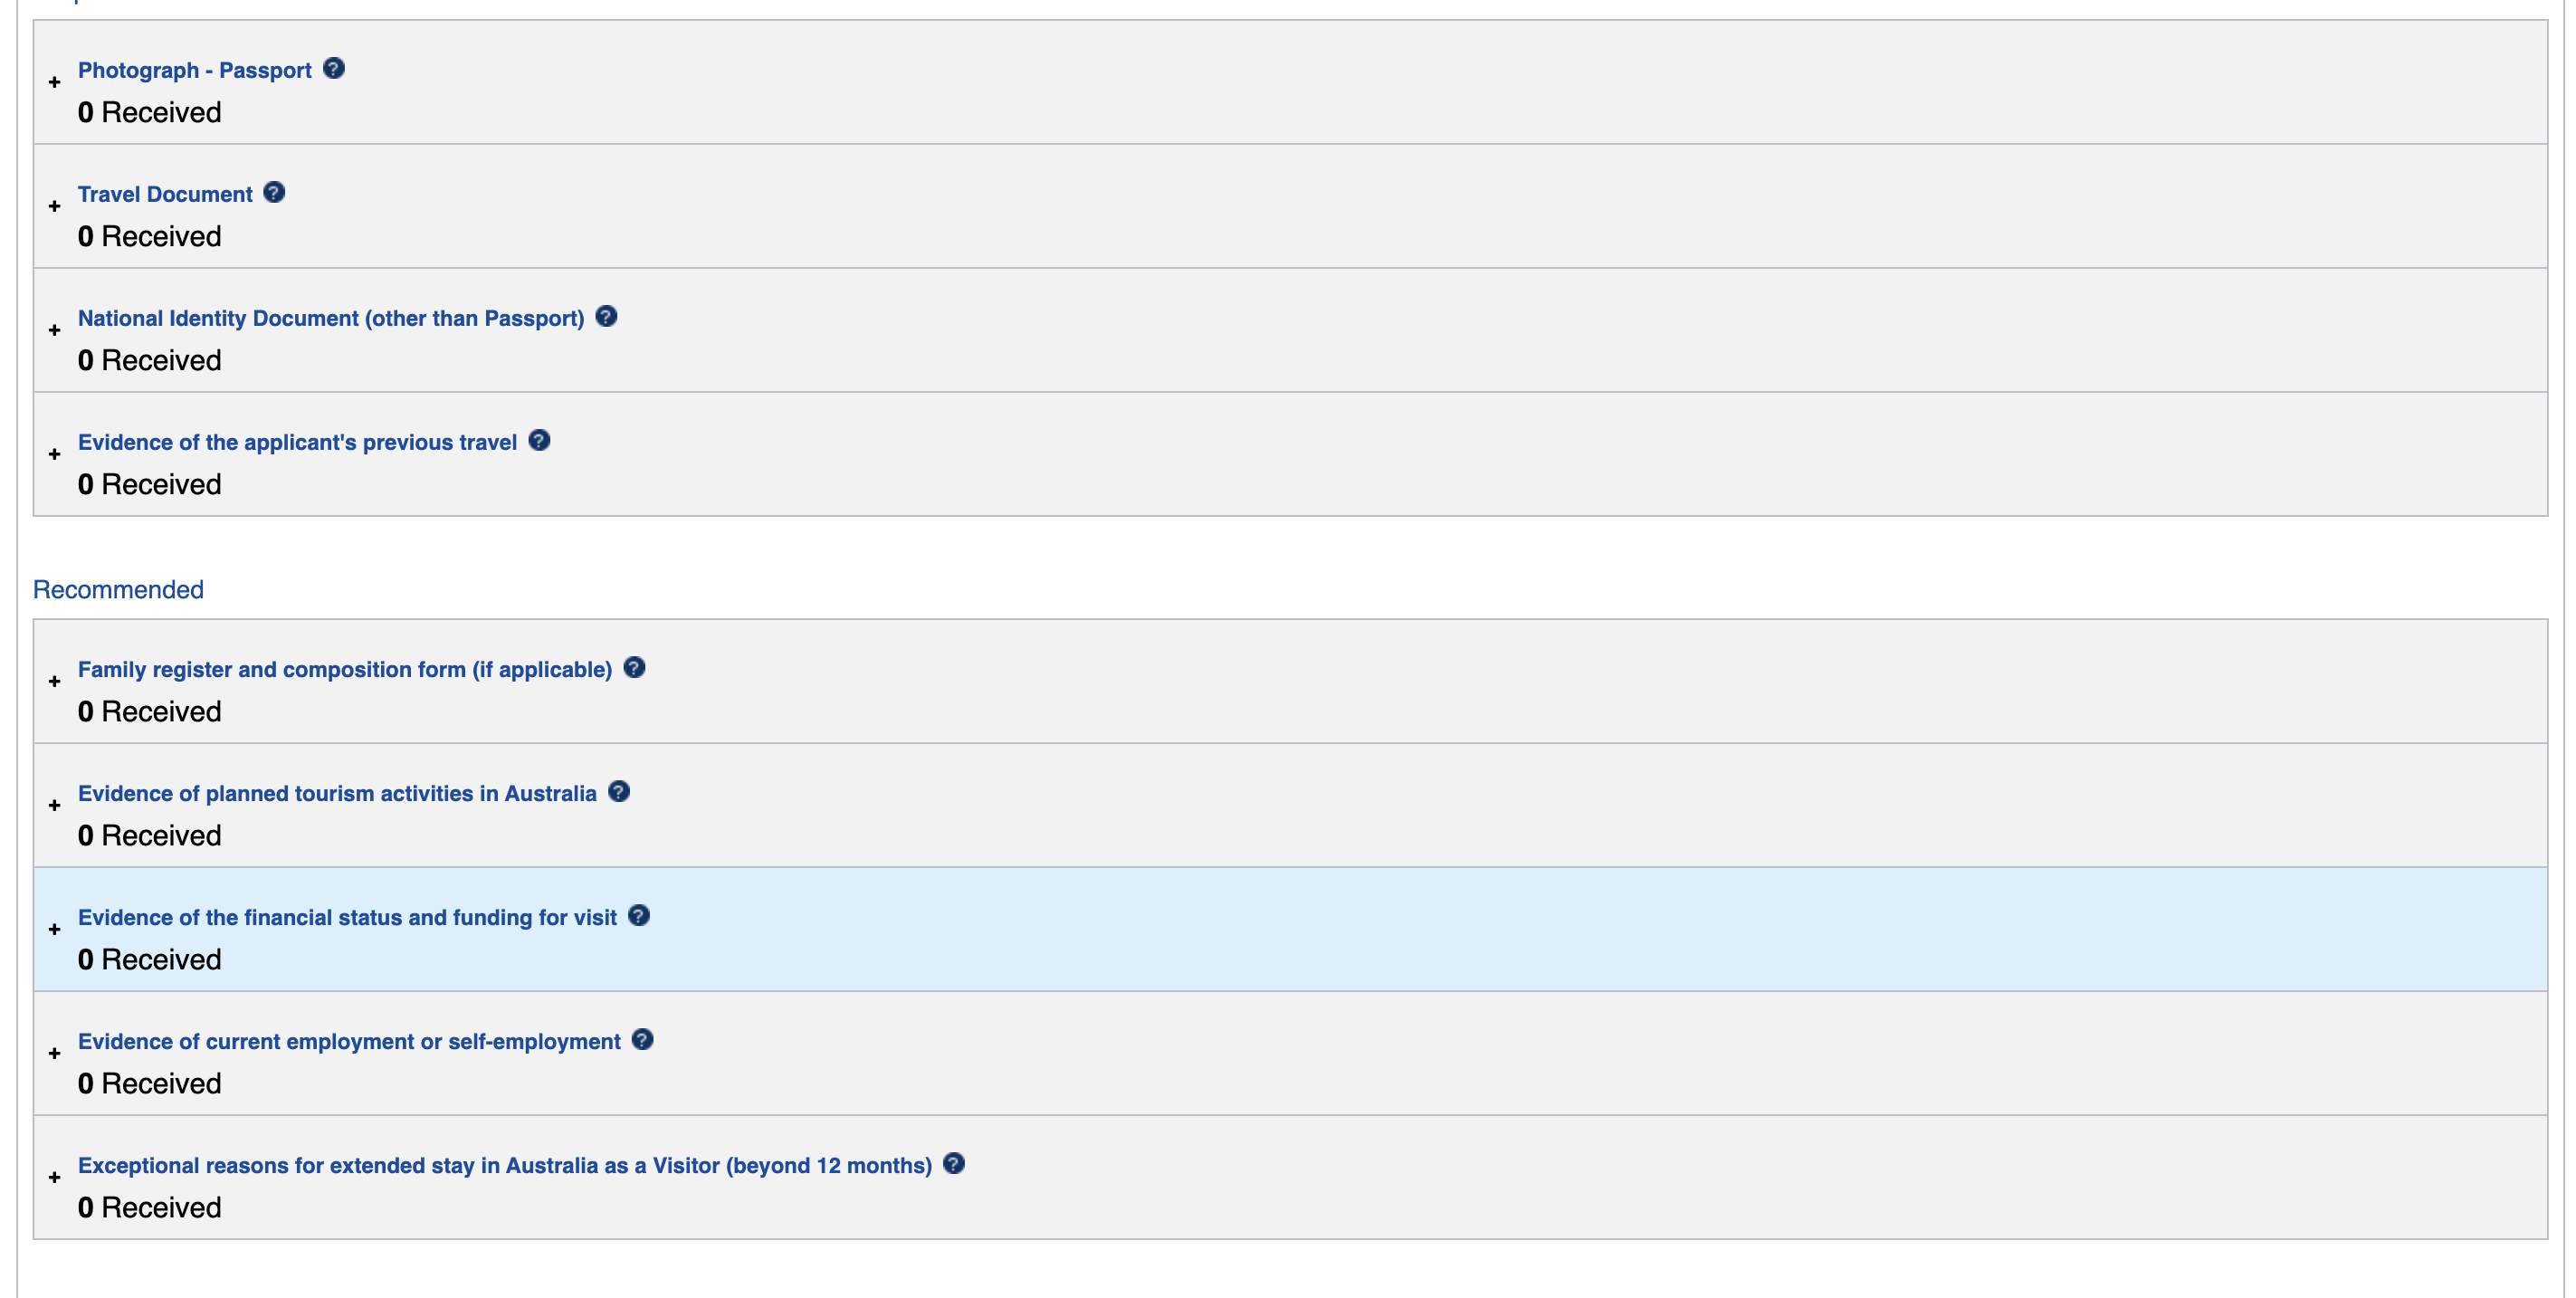 Photograph - Passport
0 Received
Travel Document
0 Received
National Identity Document (other than Passport)
0 Received
Evidence of the applicant's previous travel
0 Received
Recommended
Family register and composition form (if applicable)
0 Received
Evidence of planned tourism activities in Australia
0 Received
Evidence of the financial status and funding for visit
0 Received
Evidence of current employment or self-employment
0 Received
Exceptional reasons for extended stay in Australia as a Visitor (beyond 12 months)
0 Received